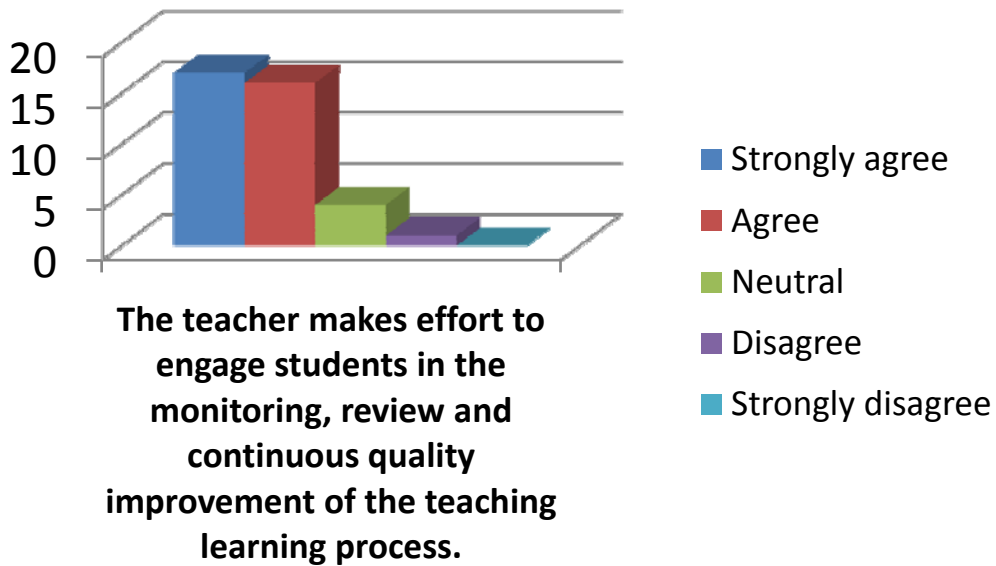 20
15
10
5
0
The teacher makes effort to
engage students in the
monitoring, review and
continuous quality
improvement of the teaching
learning process.
Strongly agree
Agree
Neutral
Disagree
Strongly disagree